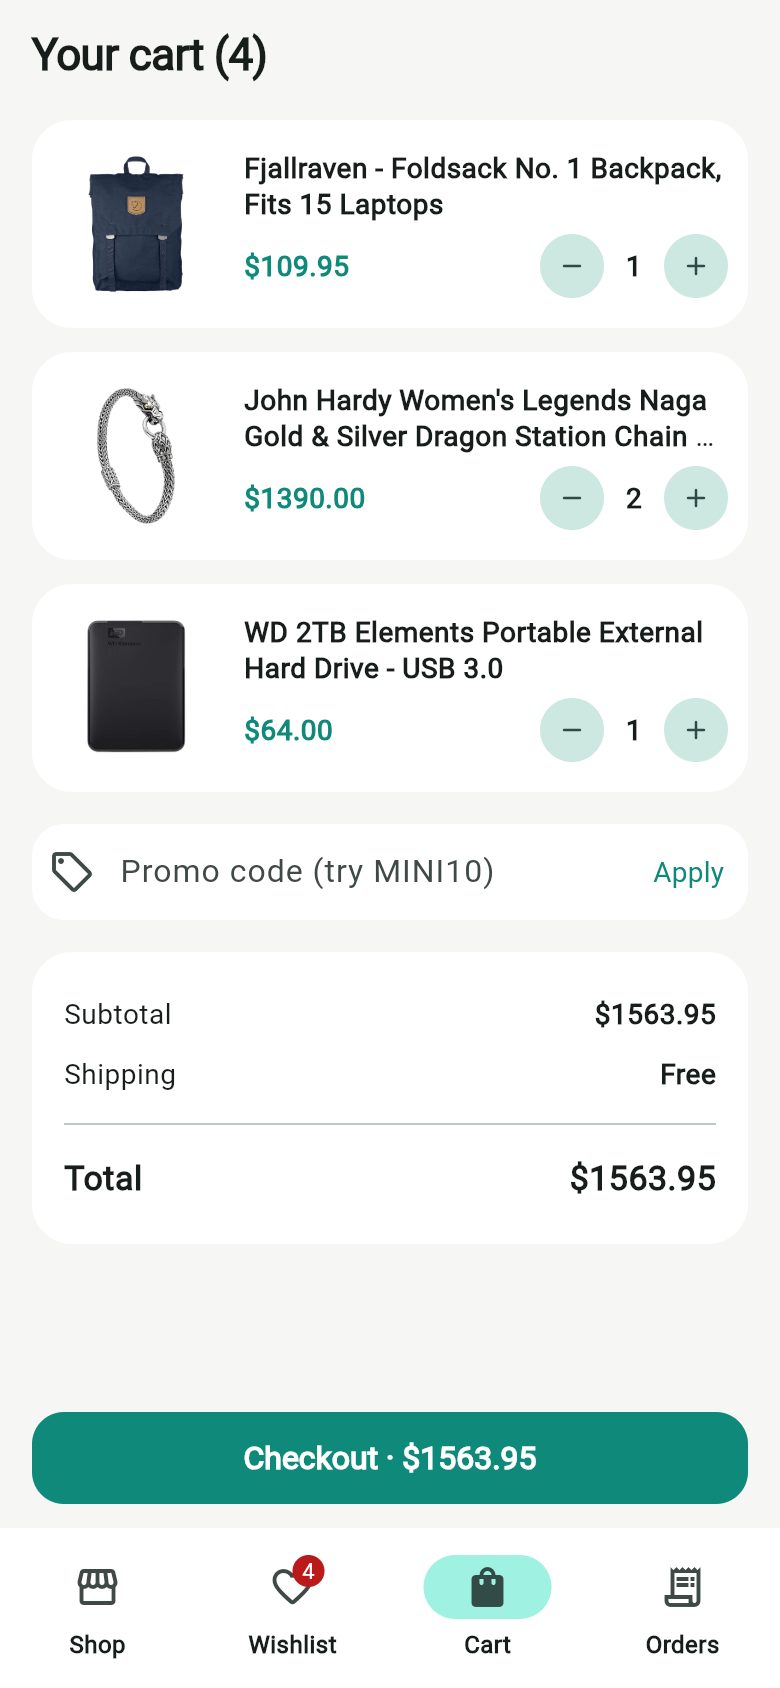 Your cart (4)
Fjallraven - Foldsack No. 1 Backpack,
Fits 15 Laptops
$109.95
1
John Hardy Women's Legends Naga
Gold & Silver Dragon Station Chain ...
$1390.00
2
WD 2TB Elements Portable External
Hard Drive - USB 3.0
$64.00
1
Promo code (try MINI10)
Apply
Subtotal $1563.95
Shipping Free
Total $1563.95
Checkout · $1563.95
4
Shop Wishlist Cart Orders